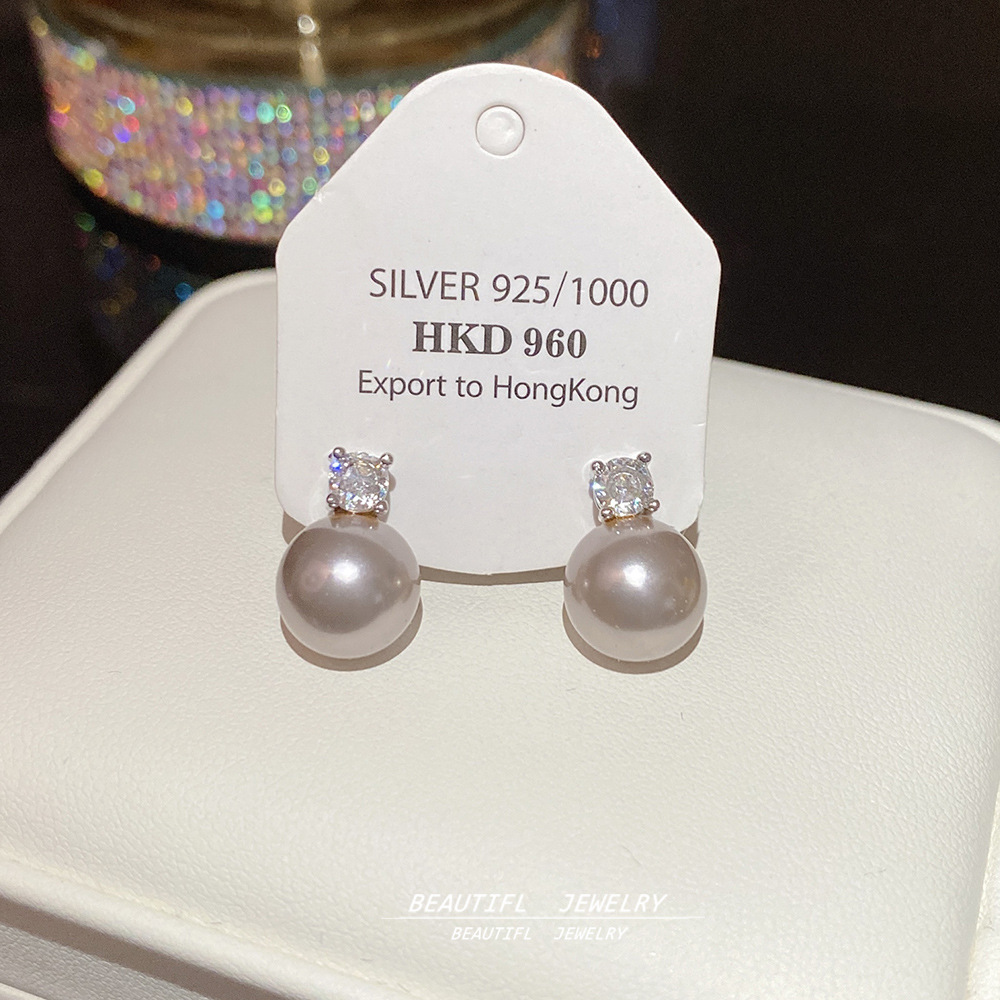 SILVER 925/1000
HKD 960
Export to HongKong
BEAUTIFL JEWELRY
BEAUTIFL JEWELRY